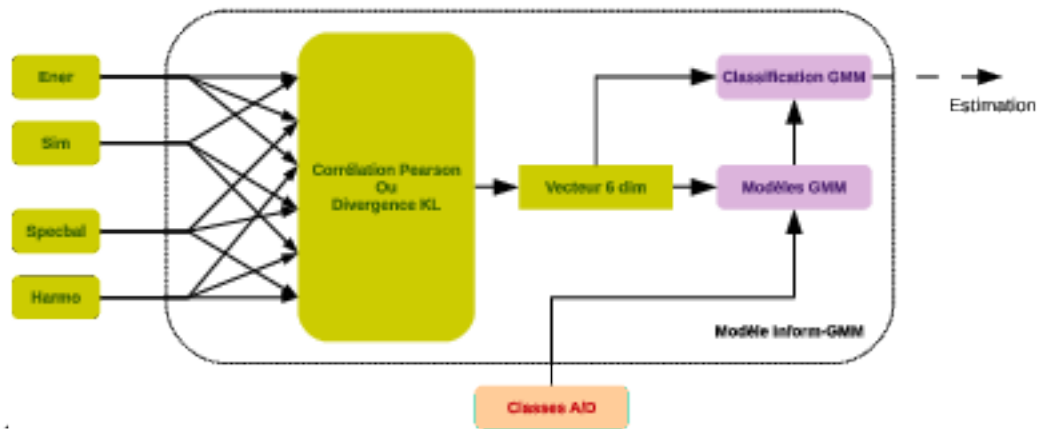 Ener
Sim
Specbal
Harmo
Corrélation Pearson
Ou
Divergence KL
Vecteur 6 dim
Classification GMM
Modèles GMM
Estimation
Modèle Inform-GMM
Classes A/D